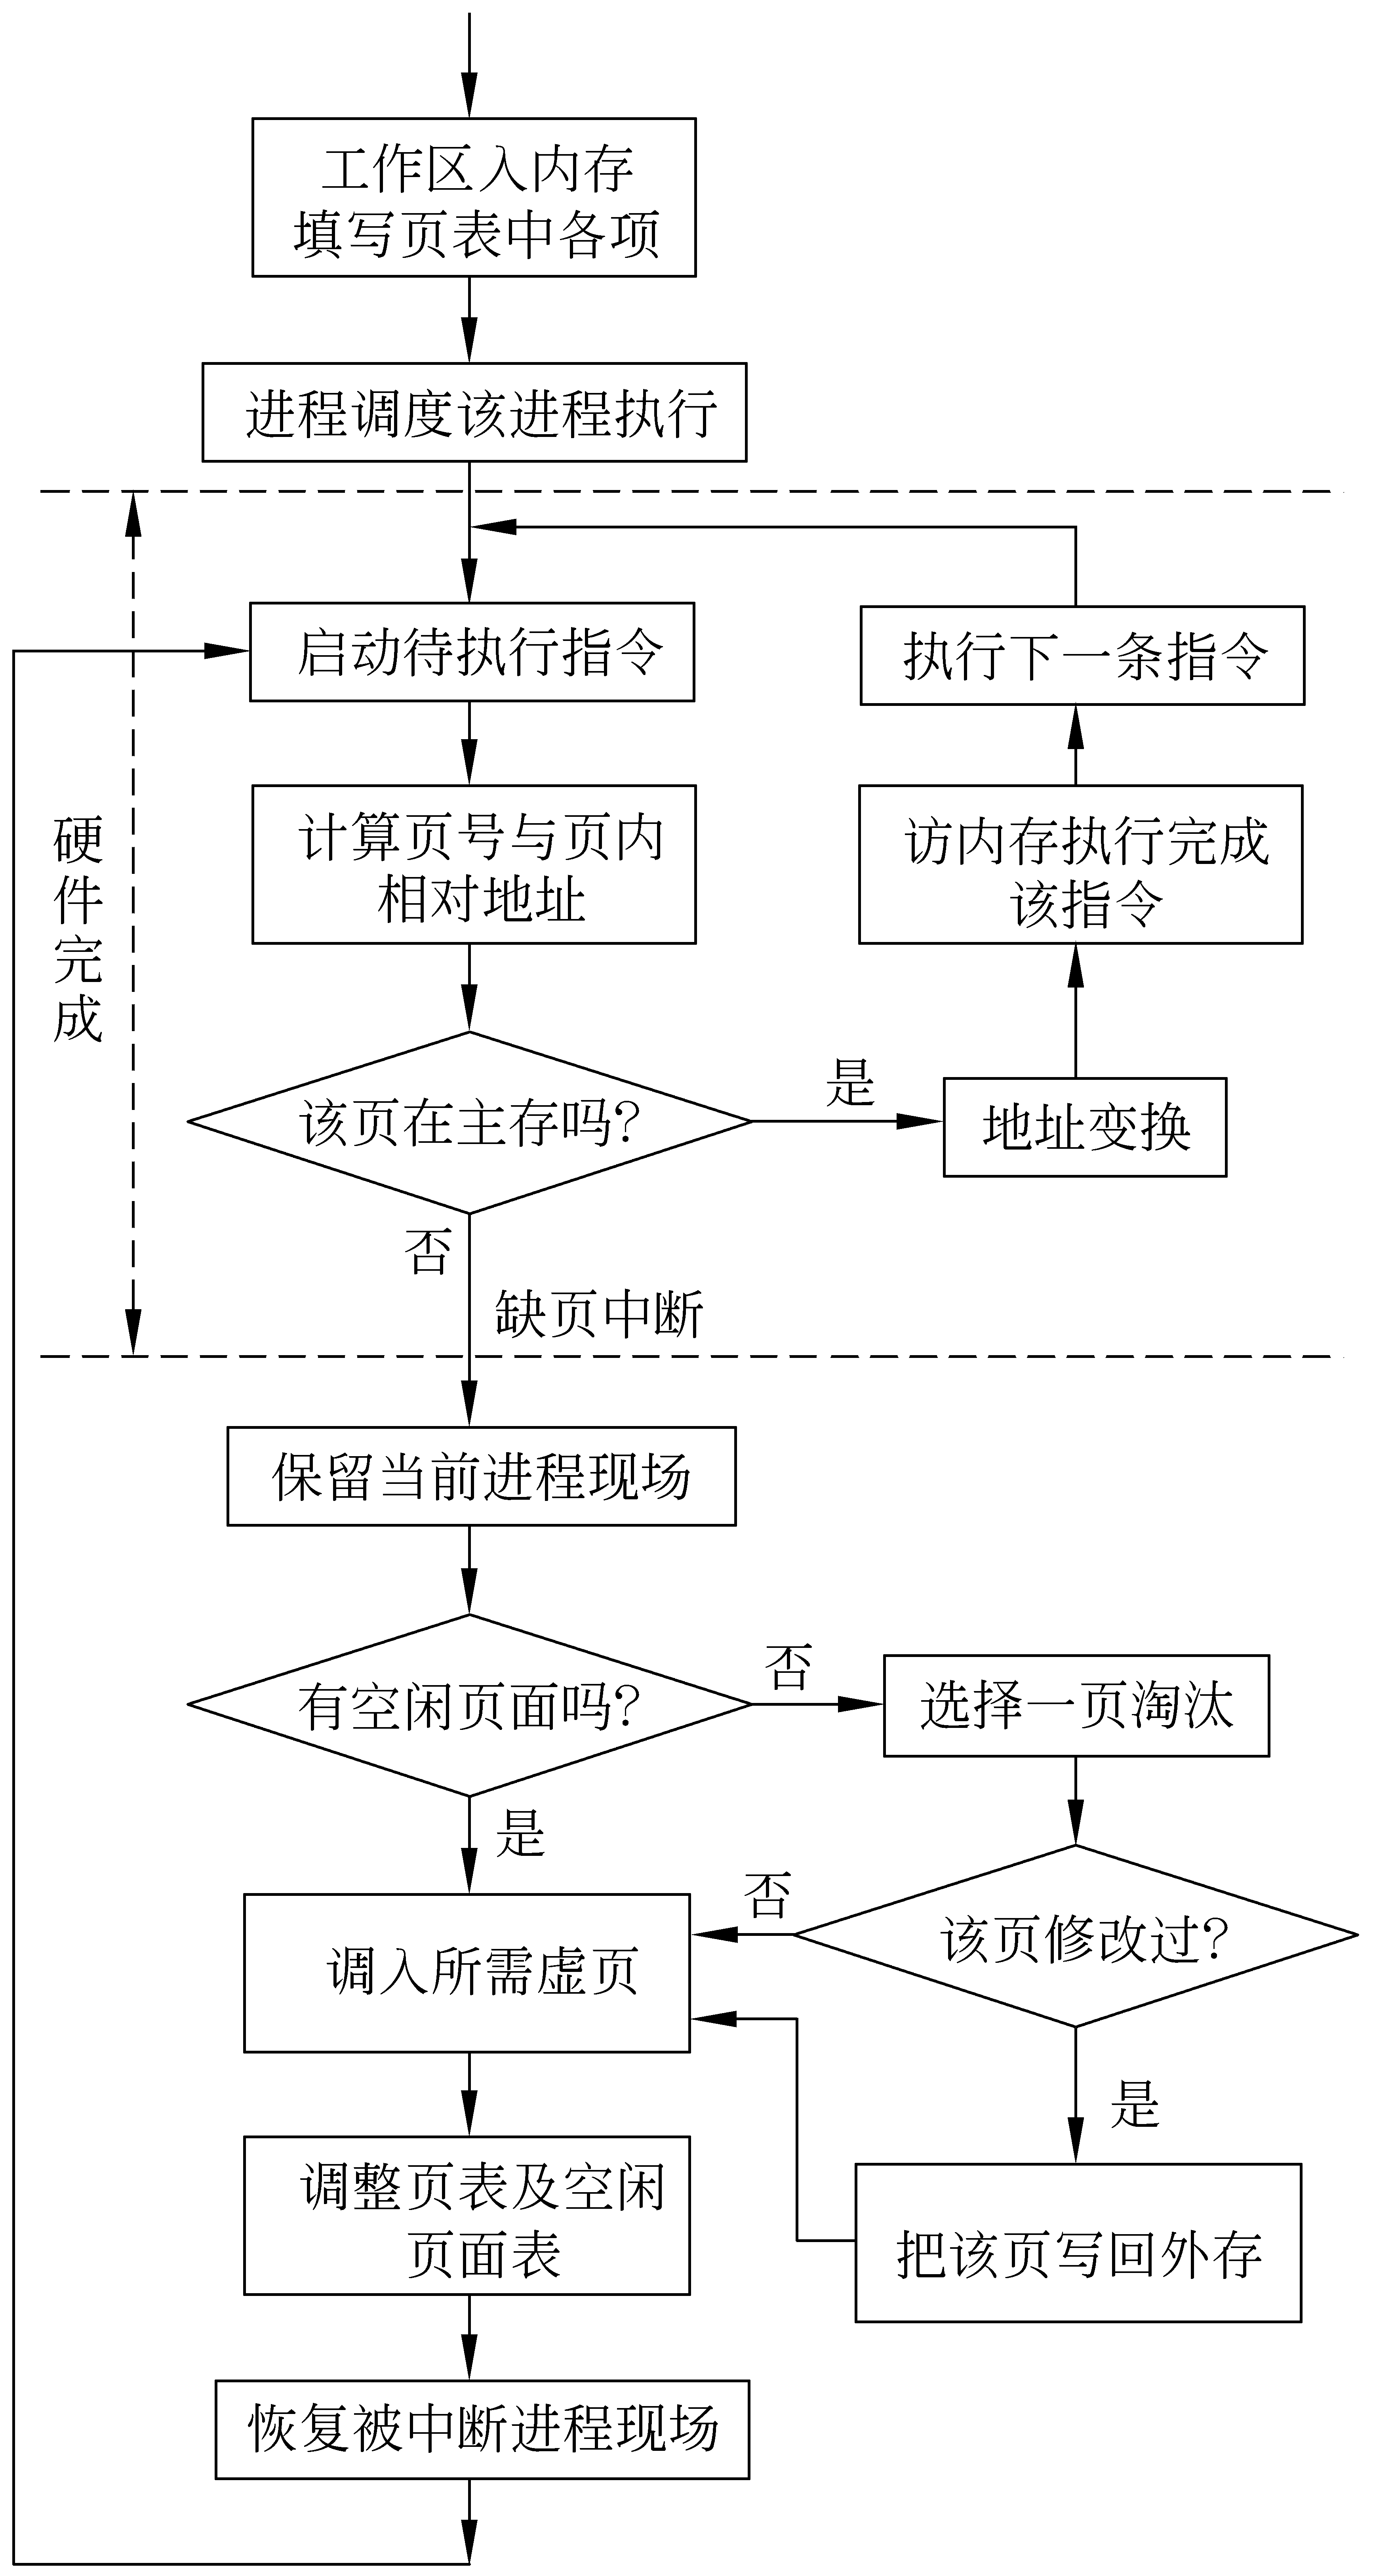 工作区入内存
填写页表中各项
进程调度该进程执行
启动待执行指令
执行下一条指令
计算页号与页内
相对地址
访内存执行完成
该指令
硬件完成
该页在主存吗?
是
地址变换
否
缺页中断
保留当前进程现场
有空闲页面吗?
否
选择一页淘汰
是
否
该页修改过?
调入所需虚页
是
调整页表及空闲
页面表
把该页写回外存
恢复被中断进程现场